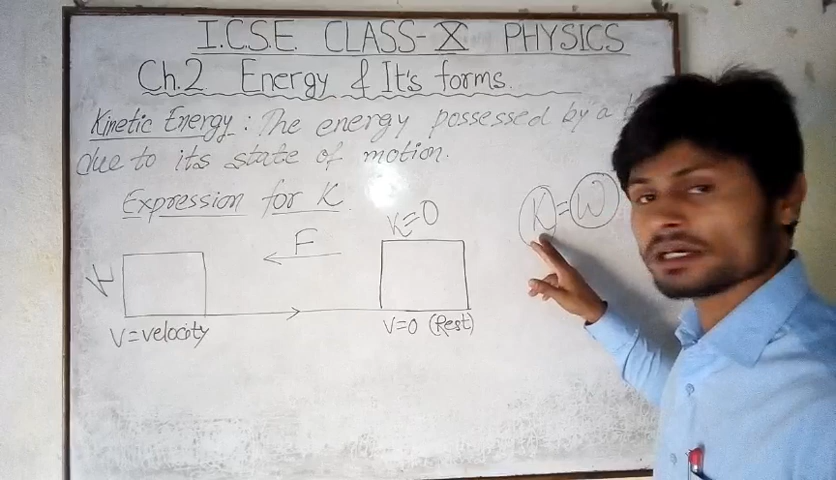 I.C.S.E. CLASS-X PHYSICS
Ch.2 Energy & It's forms.
Kinetic Energy: The energy possessed by a
due to its state of motion.
Expression for K
K=0
K=W
F
K
V=velocity
V=0 (Rest)